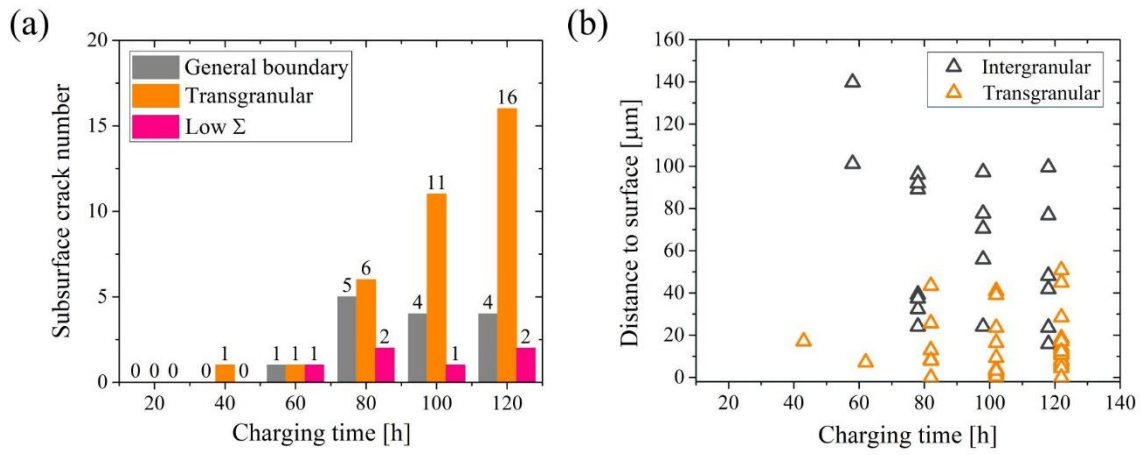 (a)
20
15
10
5
0
Subsurface crack number
General boundary
Transgranular
Low Σ
0 0 0
0 1 0
1 1 1
5 6 2
4 11 1
4 16 2
20 40 60 80 100 120
Charging time [h]
(b)
160
140
120
100
80
60
40
20
0
Distance to surface [µm]
Intergranular
Transgranular
20 40 60 80 100 120 140
Charging time [h]